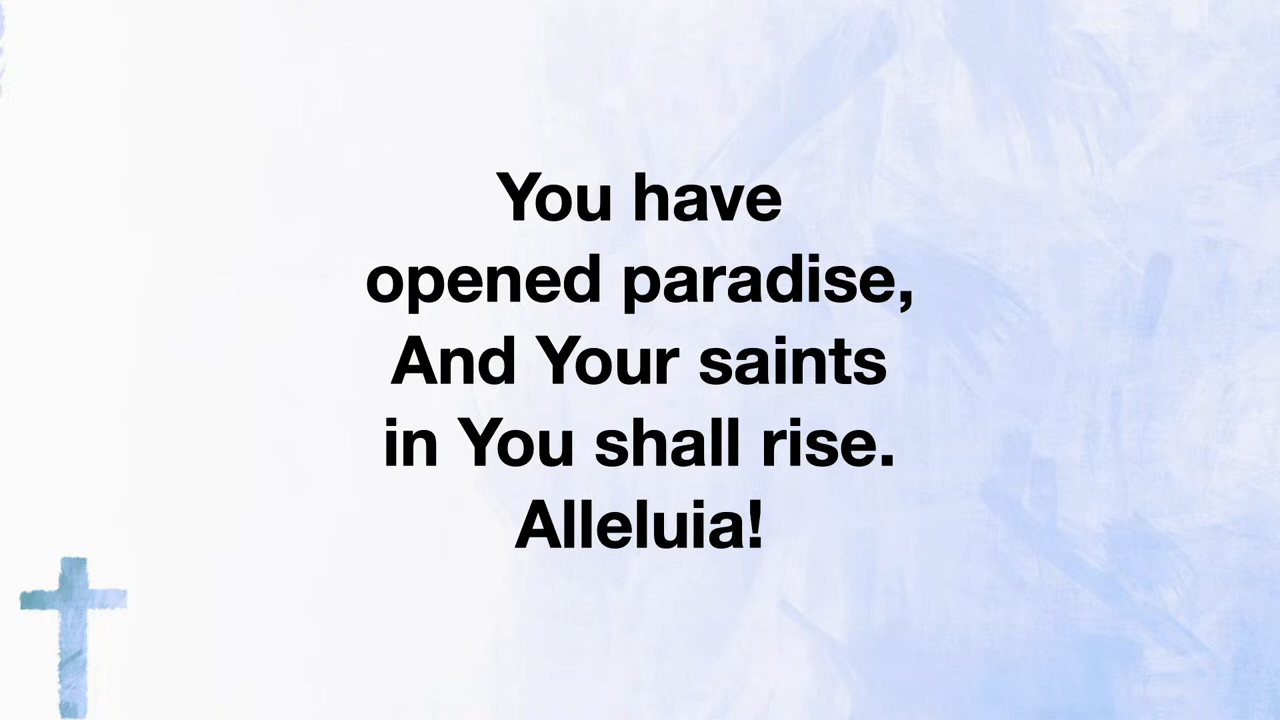 You have
opened paradise,
And Your saints
in You shall rise.
Alleluia!